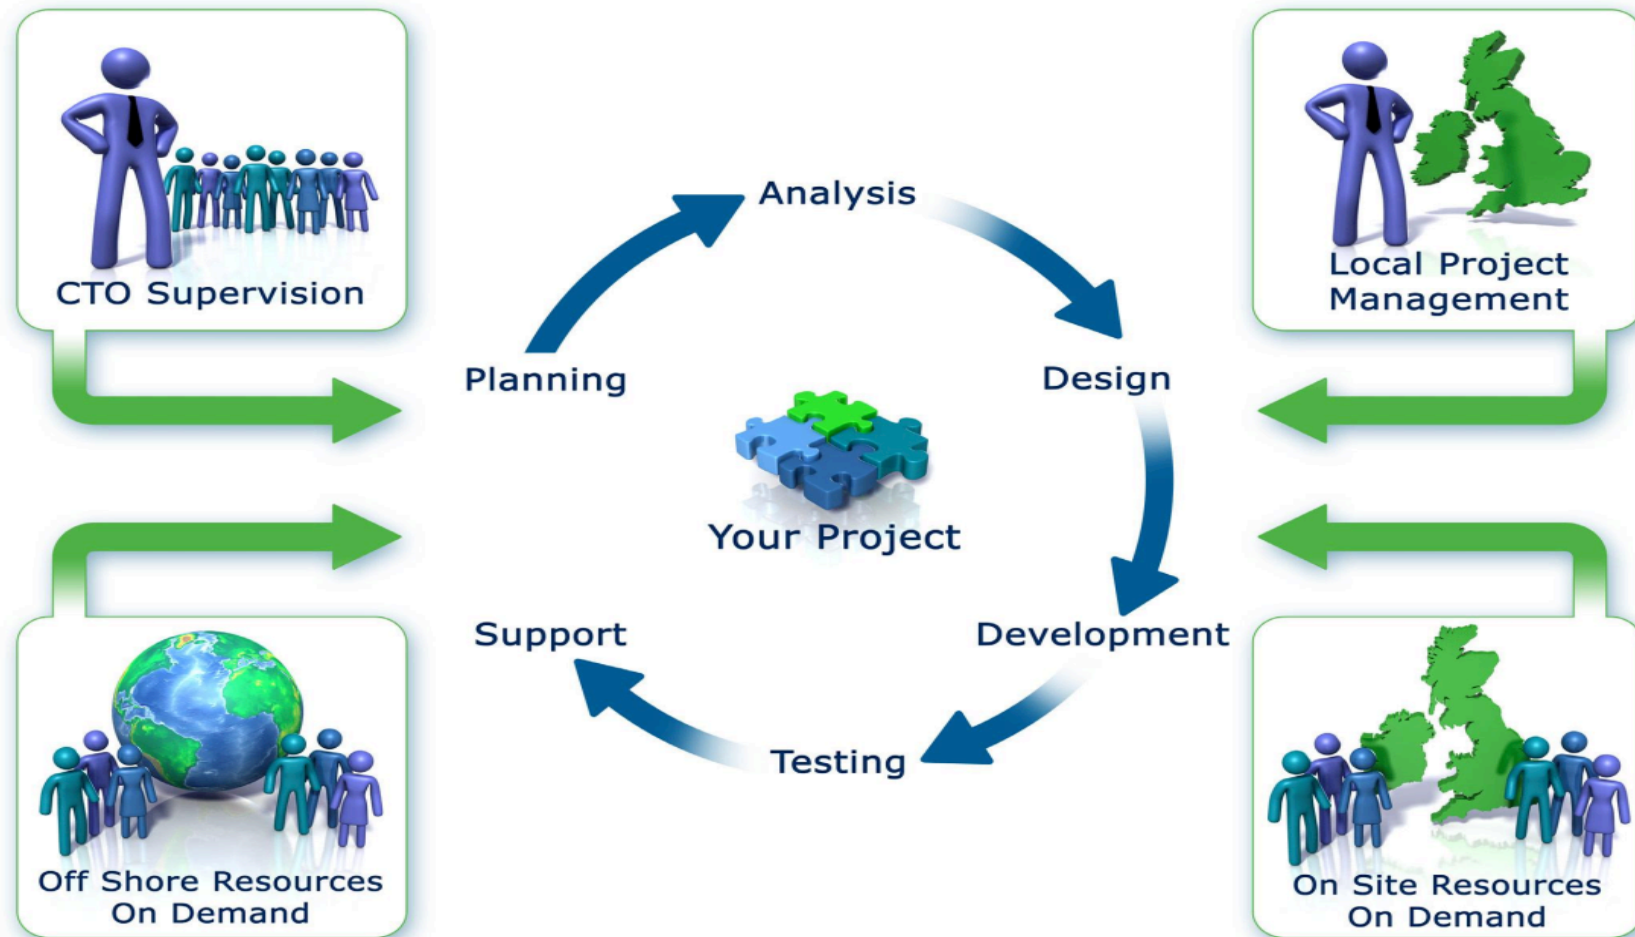 CTO Supervision
Local Project
Management
Analysis
Planning
Design
Your Project
Support
Development
Testing
Off Shore Resources
On Demand
On Site Resources
On Demand